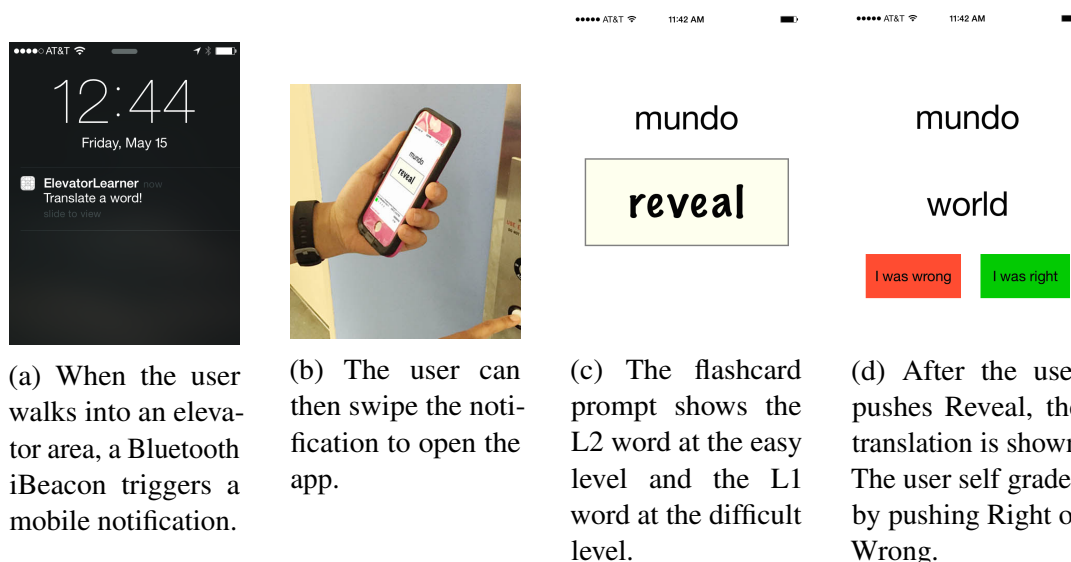 AT&T
12:44
Friday, May 15
ElevatorLearner now
Translate a word!
slide to view
(a) When the user
walks into an eleva-
tor area, a Bluetooth
iBeacon triggers a
mobile notification.
mundo
reveal
(b) The user can
then swipe the noti-
fication to open the
app.
AT&T 11:42 AM
mundo
reveal
(c) The flashcard
prompt shows the
L2 word at the easy
level and the L1
word at the difficult
level.
AT&T 11:42 AM
mundo
world
I was wrong I was right
(d) After the use
pushes Reveal, the
translation is shown
The user self grade
by pushing Right o
Wrong.